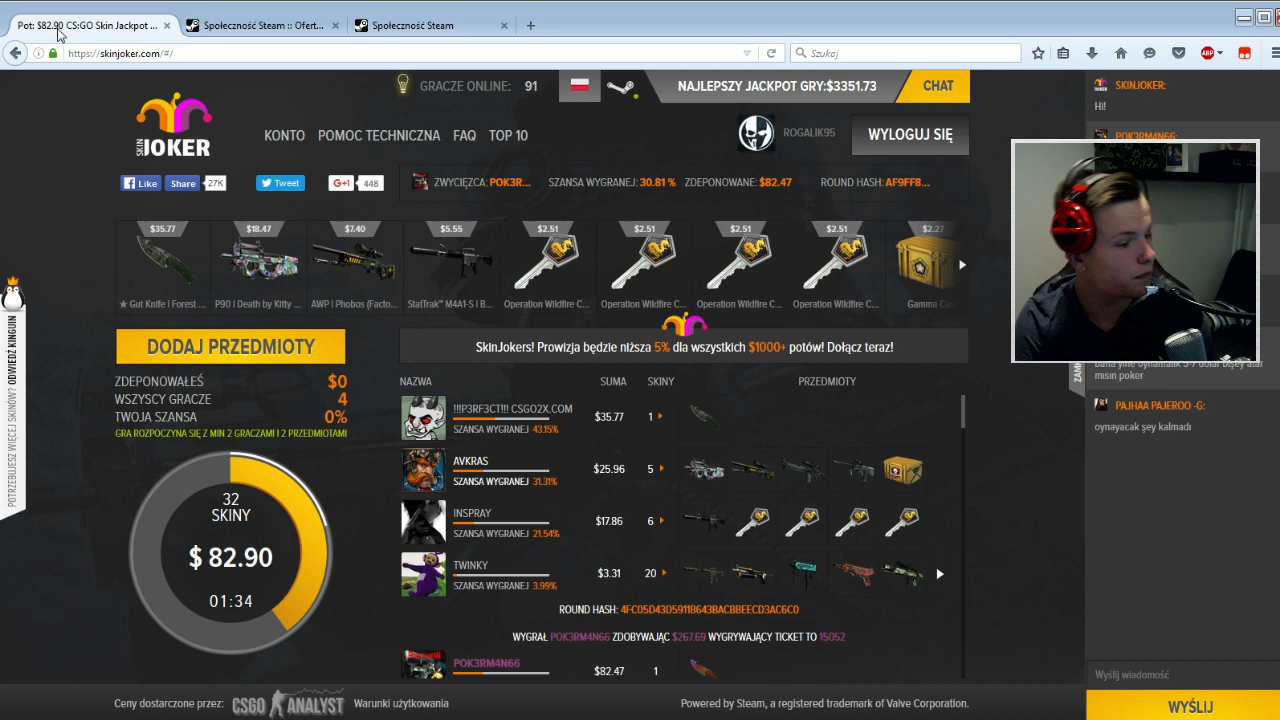 Pot: $82.90 CS:GO Skin Jackpot ...
Społeczność Steam :: Ofert...
Społeczność Steam
https://skinjoker.com/#/
Szukaj
ABP
GRACZE ONLINE: 91
NAJLEPSZY JACKPOT GRY:$3351.73
CHAT
SKIN JOKER
KONTO
POMOC TECHNICZNA
FAQ
TOP 10
ROGALIK95
WYLOGUJ SIĘ
Like
Share
27K
Tweet
G+1
448
ZWYCIĘZCA: POK3R...
SZANSA WYGRANEJ: 30.81 %
ZDEPONOWANE: $82.47
ROUND HASH: AF9FF8...
$35.77
$18.47
$7.40
$5.55
$2.51
$2.51
$2.51
$2.51
$2.27
★ Gut Knife | Forest ...
P90 | Death by Kitty ...
AWP | Phobos (Facto...
StatTrak™ M4A1-S | B...
Operation Wildfire C...
Operation Wildfire C...
Operation Wildfire C...
Operation Wildfire C...
Gamma Cas
POTRZEBUJESZ WIĘCEJ SKINÓW? ODWIEDŹ KINGUIN
DODAJ PRZEDMIOTY
ZDEPONOWAŁEŚ $0
WSZYSCY GRACZE 4
TWOJA SZANSA 0%
GRA ROZPOCZYNA SIĘ Z MIN 2 GRACZAMI I 2 PRZEDMIOTAMI
32
SKINY
$ 82.90
01:34
SkinJokers! Prowizja będzie niższa 5% dla wszystkich $1000+ potów! Dołącz teraz!
NAZWA SUMA SKINY PRZEDMIOTY
!!!P3RF3CT!!! CSGO2X.COM
SZANSA WYGRANEJ 43.15%
$35.77 1
AVKRAS
SZANSA WYGRANEJ 31.31%
$25.96 5
INSPRAY
SZANSA WYGRANEJ 21.54%
$17.86 6
TWINKY
SZANSA WYGRANEJ 3.99%
$3.31 20
ROUND HASH: 4FC05D43D5911B643BACBBEECD3AC6C0
WYGRAŁ POK3RM4N66 ZDOBYWAJĄC $267.69 WYGRYWAJĄCY TICKET TO 15052
POK3RM4N66
$82.47 1
SKINJOKER:
Hi!
POK3RM4N66:
misin poker
PAJHAA PAJEROO -G:
oynayacak şey kalmadı
Wyślij wiadomość
WYŚLIJ
Ceny dostarczone przez: CSGO ANALYST
Warunki użytkowania
Powered by Steam, a registered trademark of Valve Corporation.